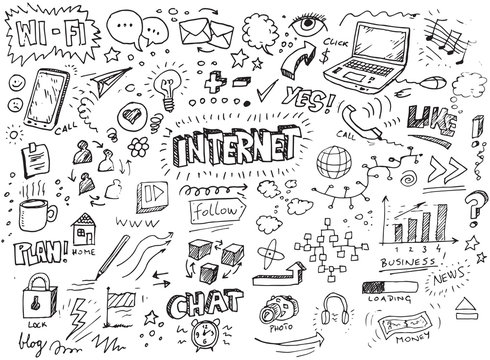 WI-FI
CLICK
$
YES!
CALL
CALL
LIKE
!
INTERNET
?
WWW
Follow
PLAN!
HOME
1 2 3 4
BUSINESS
NEWS
CHAT
LOADING
LOCK
PHOTO
MONEY
blog